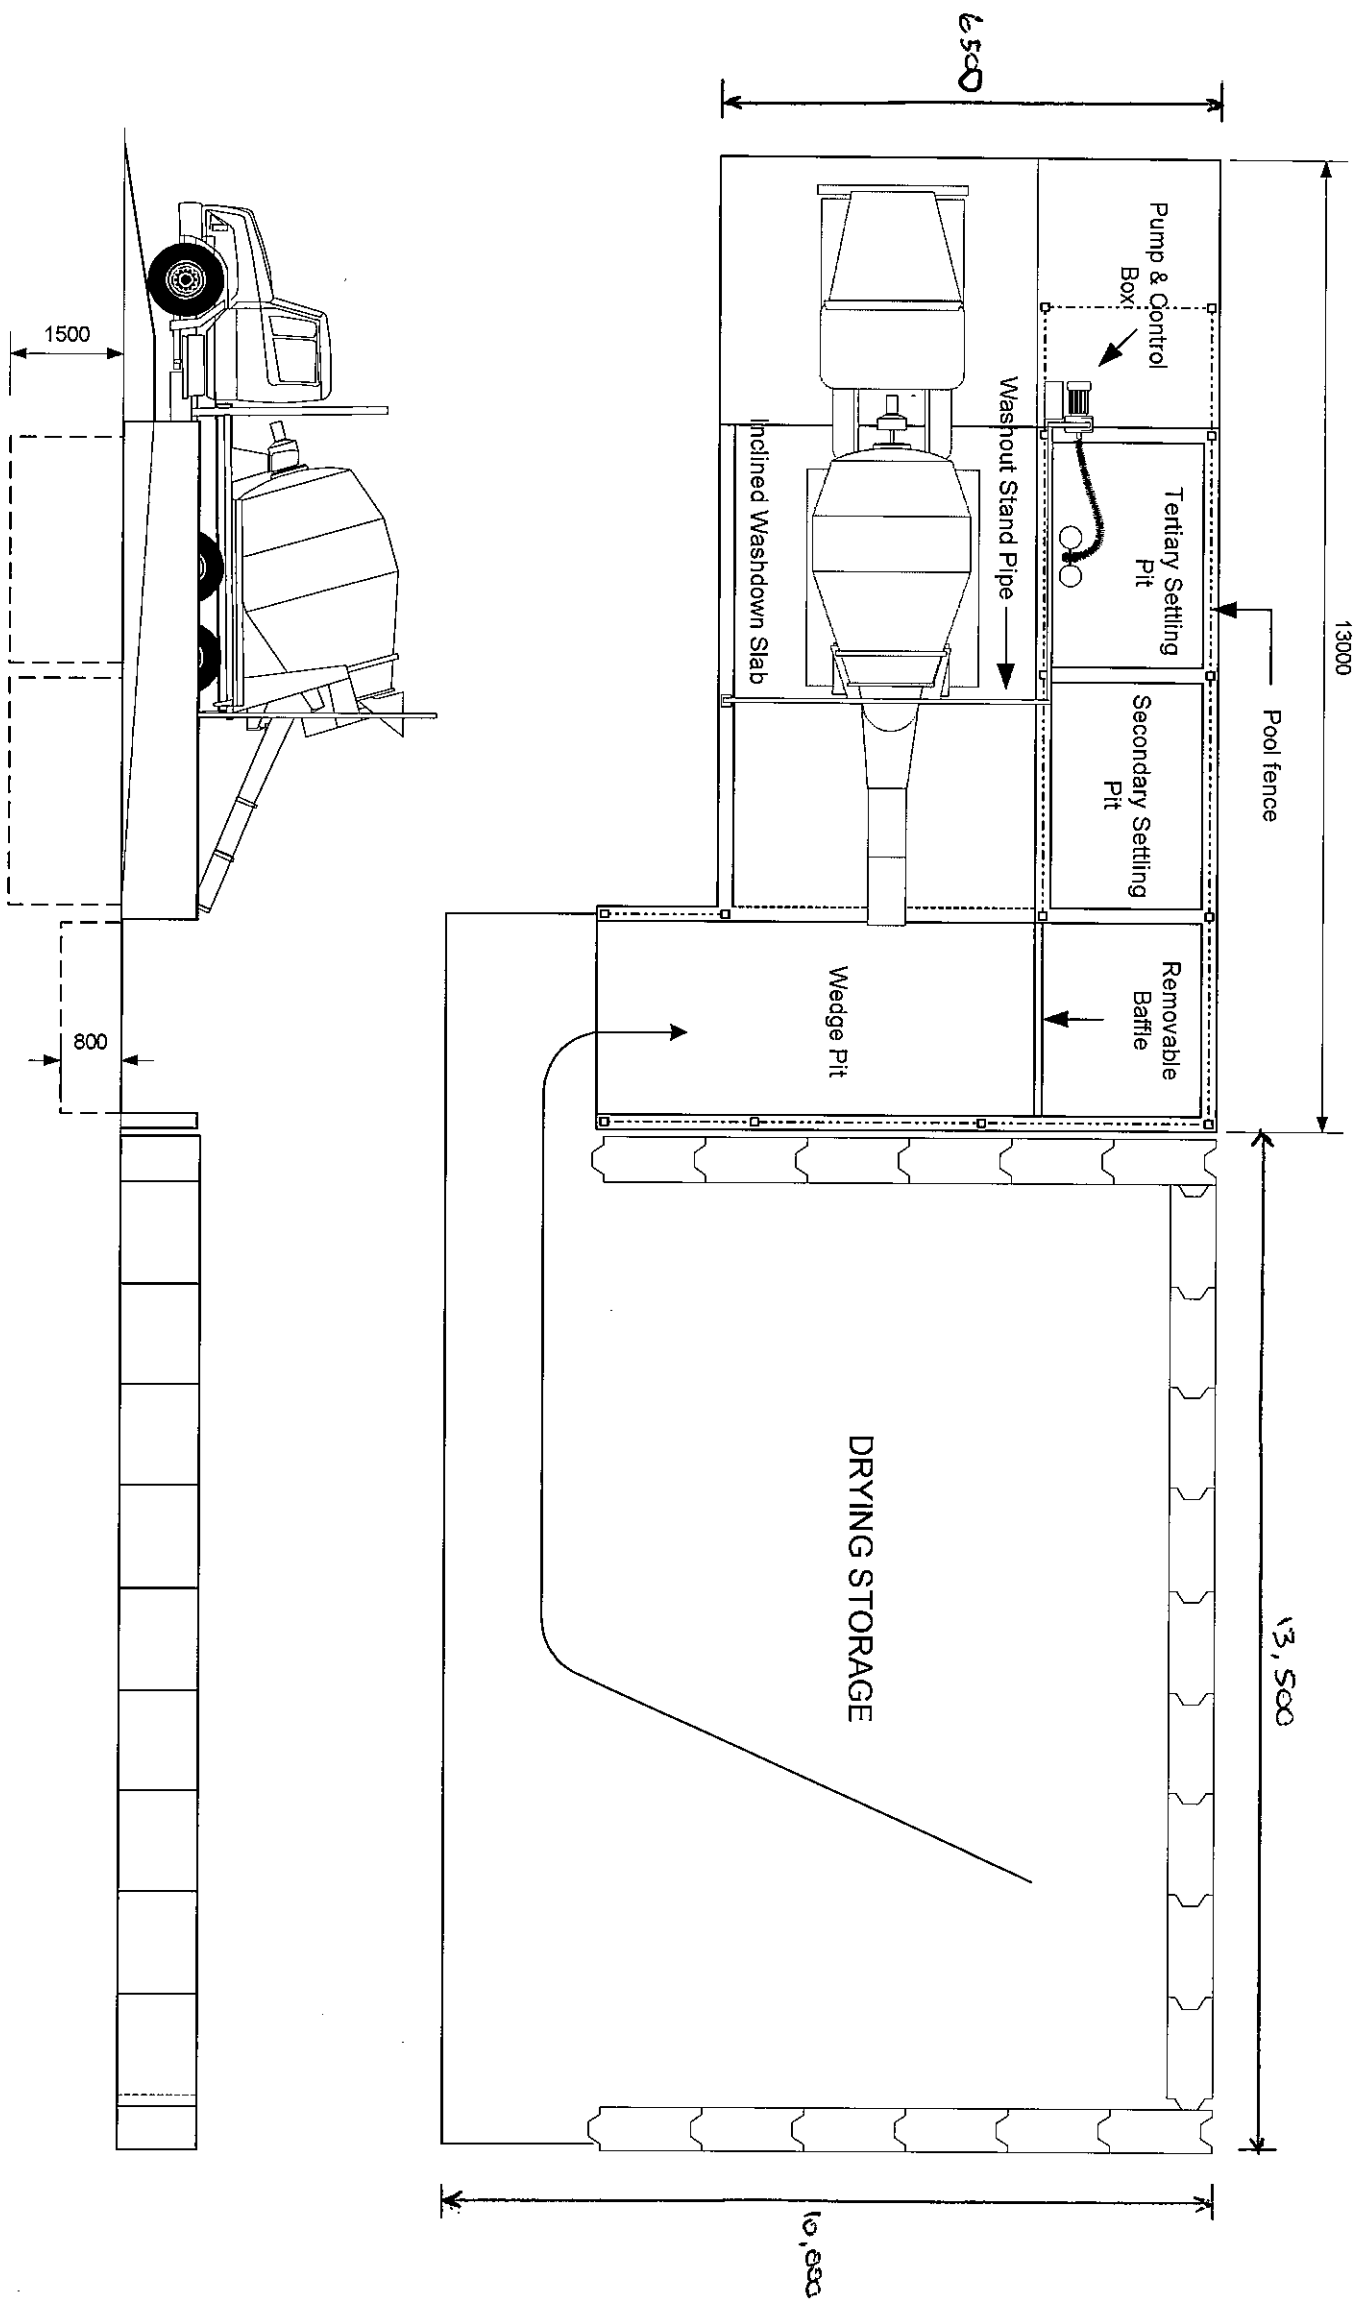 13000
13,500
6500
10,000
Pool fence
Pump & Control
Box
Tertiary Settling
Pit
Secondary Settling
Pit
Removable
Baffle
Washout Stand Pipe
Inclined Washdown Slab
Wedge Pit
DRYING STORAGE
1500
800